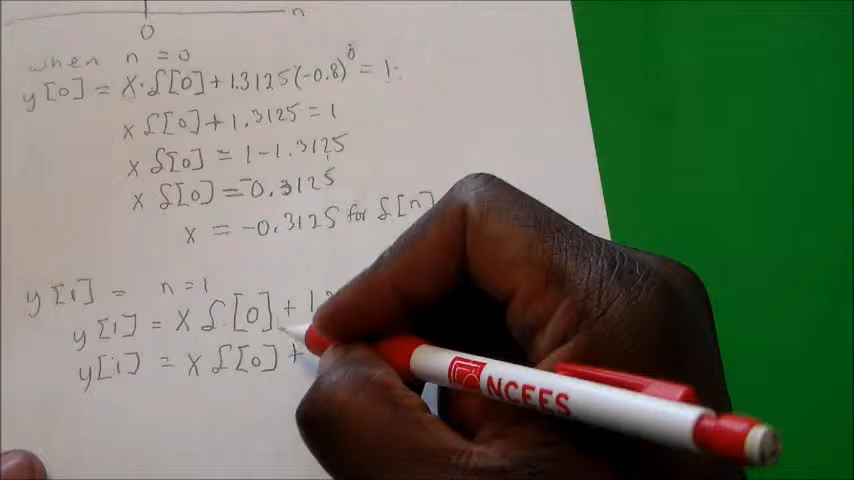 n
0
when n = 0
y[0] = X·δ[0] + 1.3125(-0.8)⁰ = 1.
x δ[0] + 1.3125 = 1
x δ[0] = 1 - 1.3125
x δ[0] = -0.3125
x = -0.3125 for δ[n]
y[1] = n = 1
y[1] = X δ[0] + 1.
y[1] = X δ[0] +
NCEES